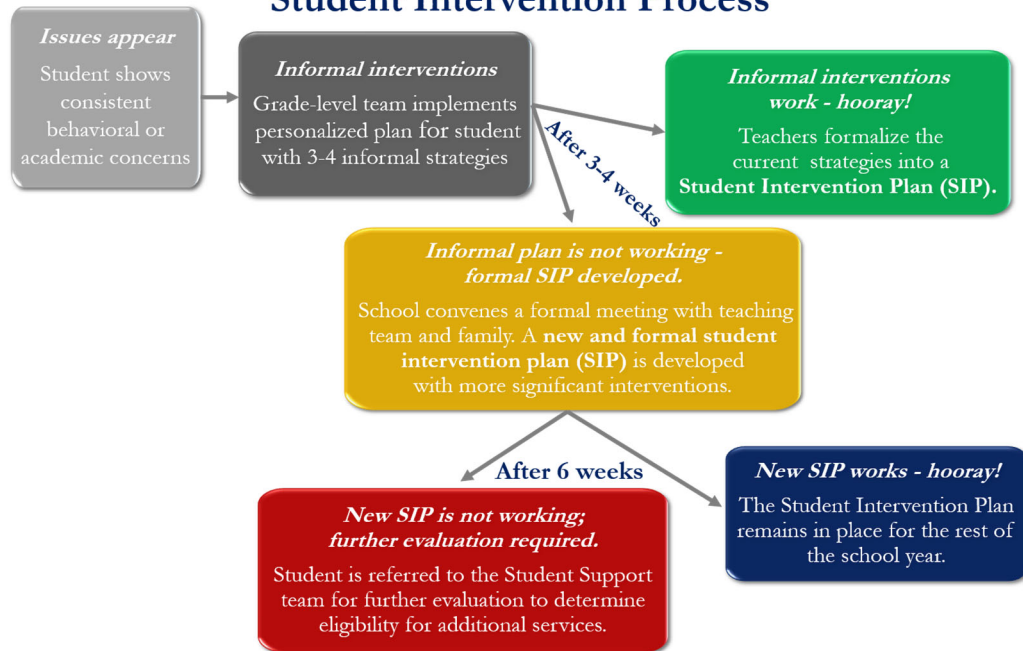 Student Intervention Process
Issues appear
Student shows
consistent
behavioral or
academic concerns
Informal interventions
Grade-level team implements
personalized plan for student
with 3-4 informal strategies
Informal interventions
work - hooray!
Teachers formalize the
current strategies into a
Student Intervention Plan (SIP).
After 3-4 weeks
Informal plan is not working -
formal SIP developed.
School convenes a formal meeting with teaching
team and family. A new and formal student
intervention plan (SIP) is developed
with more significant interventions.
After 6 weeks
New SIP is not working;
further evaluation required.
Student is referred to the Student Support
team for further evaluation to determine
eligibility for additional services.
New SIP works - hooray!
The Student Intervention Plan
remains in place for the rest of
the school year.